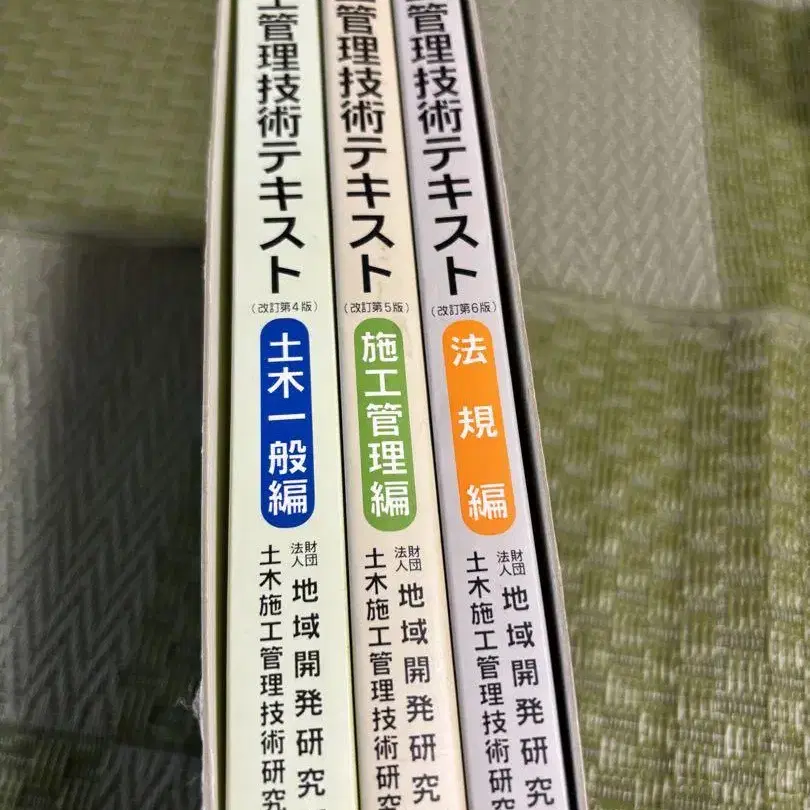 工管理技術テキスト
(改訂第4版)
土木一般編
財団法人
地域開発研究
土木施工管理技術研究
管理技術テキスト
(改訂第5版)
施工管理編
財団法人
地域開発研究
土木施工管理技術研究
管理技術テキスト
(改訂第6版)
法規編
財団法人
地域開発研究
土木施工管理技術研究